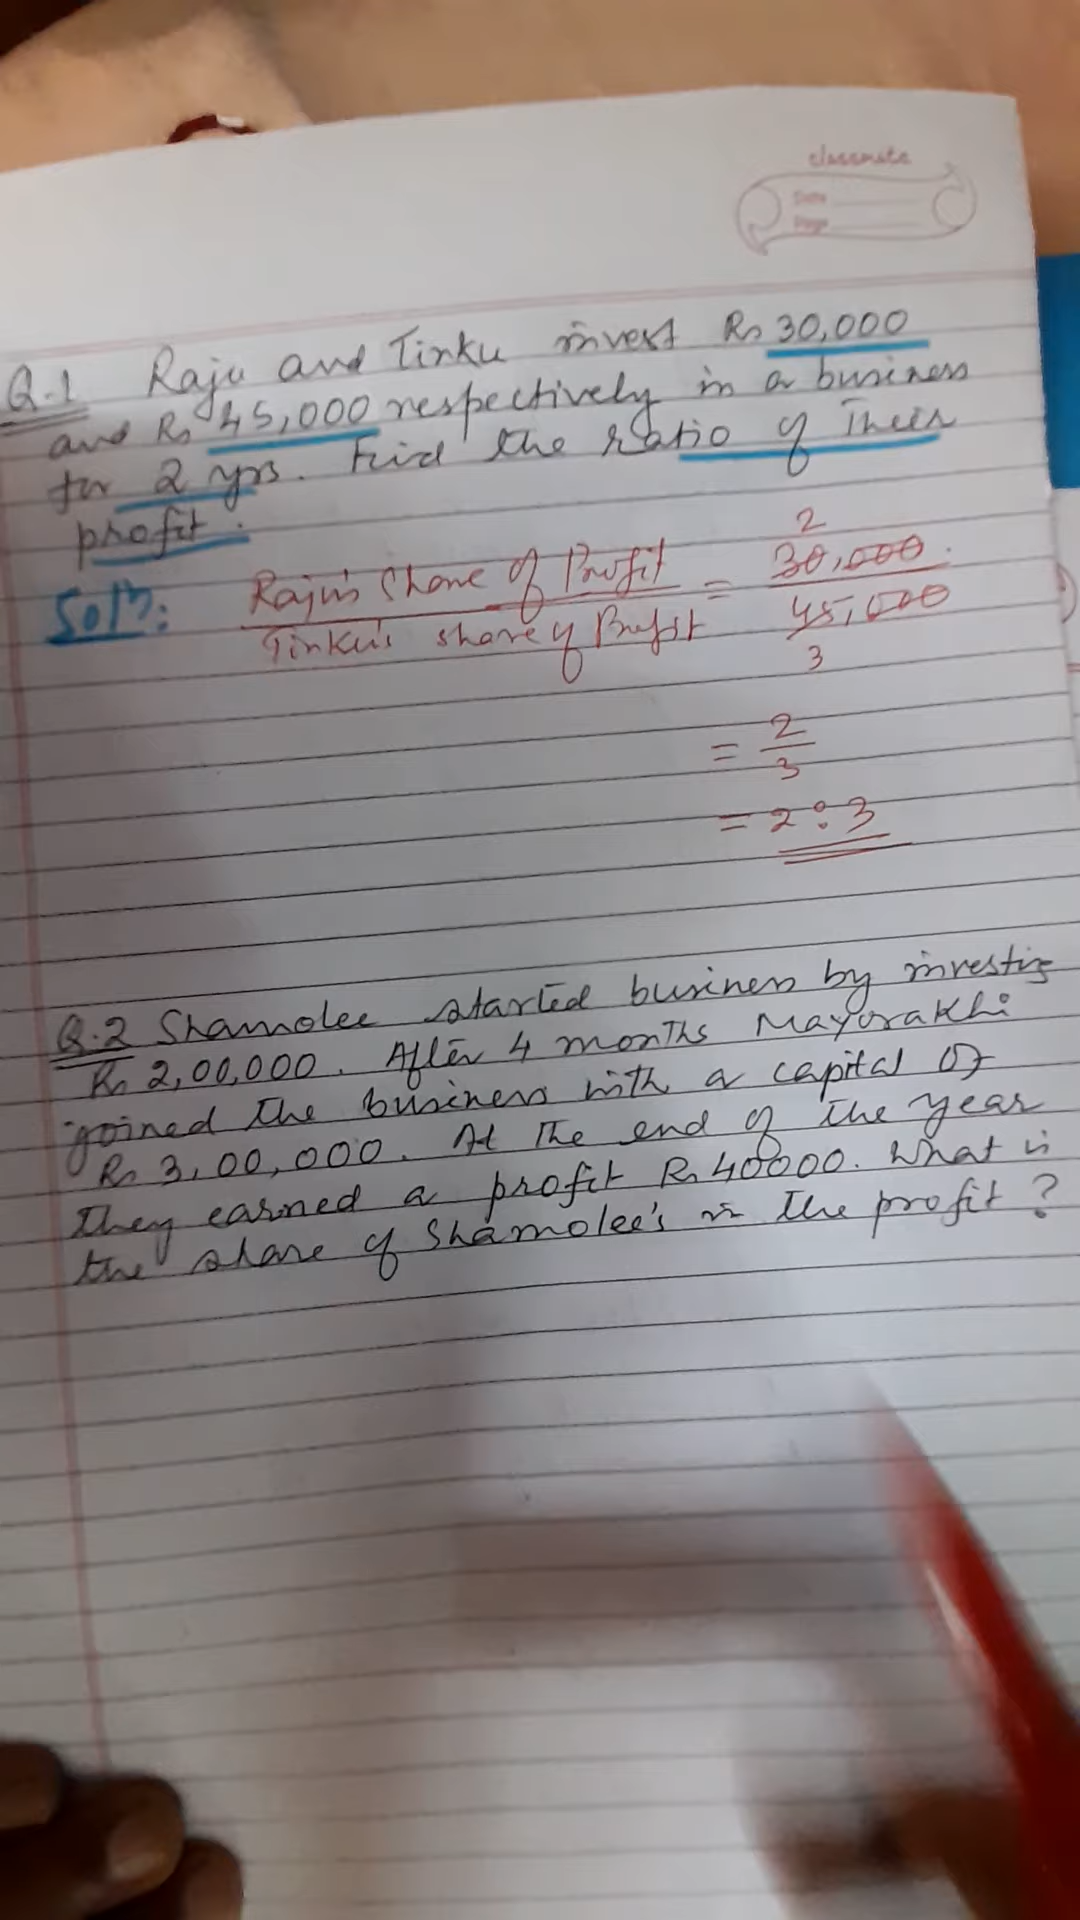 classmate
Date
Page
Q.1 Raju and Tinku invest Rs 30,000
and Rs 45,000 respectively in a business
for 2 yrs. Find the ratio of Their
profit.
Soln:
Raju's Share of Profit / Tinku's share of Profit = 30,000 / 45,000
2
3
= 2/3
= 2:3
Q.2 Shamolee started business by investing
Rs 2,00,000. After 4 months Mayurakhi
joined the business with a capital of
Rs 3,00,000. At the end of the year
they earned a profit Rs 40000. What is
the share of Shamolee's in the profit?